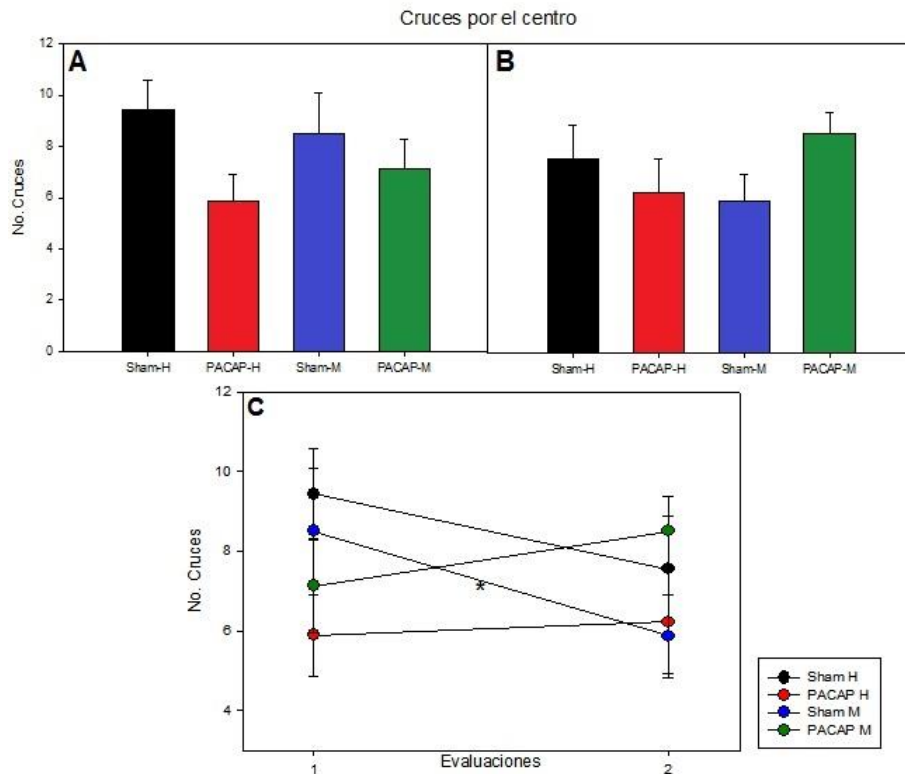 Cruces por el centro
A
B
12
10
8
6
4
2
0
No. Cruces
Sham-H PACAP-H Sham-M PACAP-M
Sham-H PACAP-H Sham-M PACAP-M
C
12
10
8
6
4
No. Cruces
*
1 Evaluaciones 2
Sham H
PACAP H
Sham M
PACAP M